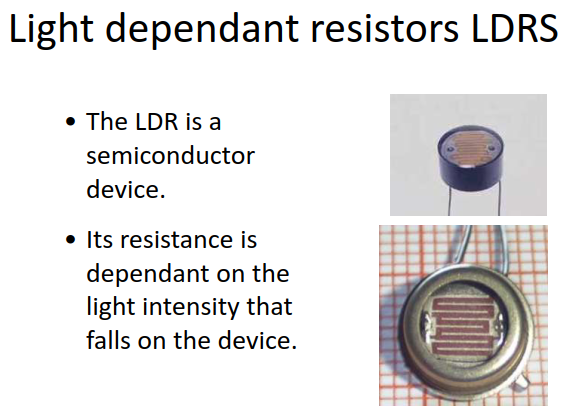 Light dependant resistors LDRS
• The LDR is a
semiconductor
device.
• Its resistance is
dependant on the
light intensity that
falls on the device.